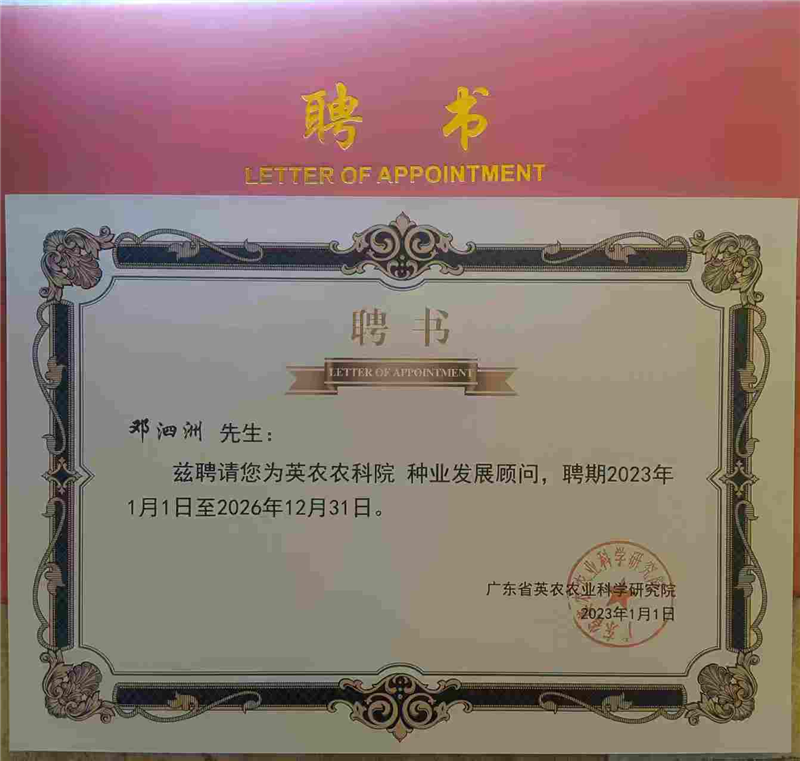 聘 书
LETTER OF APPOINTMENT
聘 书
LETTER OF APPOINTMENT
邓泗洲 先生：
兹聘请您为英农农科院 种业发展顾问，聘期2023年
1月1日至2026年12月31日。
广东省英农农业科学研究院
2023年1月1日